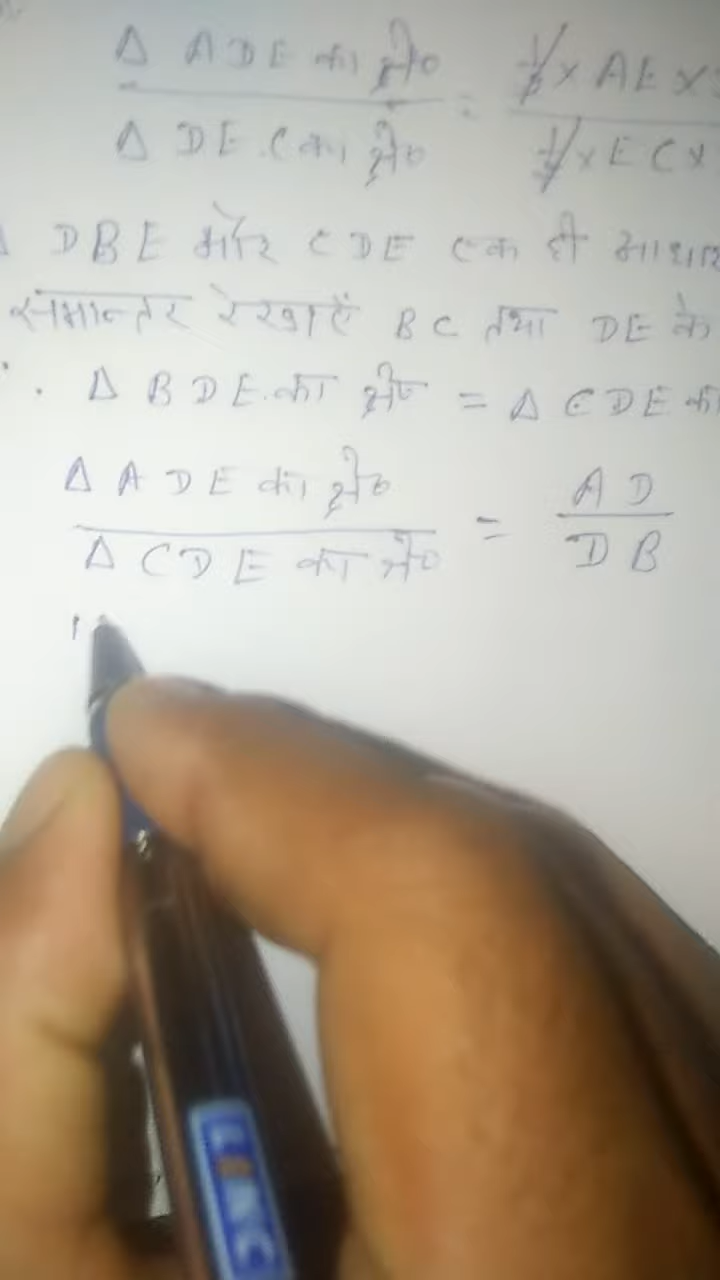 Δ ADE का क्षे० = 1/2 × AE ×
Δ DE.C का क्षे० 1/2 × EC ×
Δ DBE और CDE एक ही आधार
समान्तर रेखाएँ BC तथा DE के
∴ Δ BDE का क्षे० = Δ CDE का
Δ ADE का क्षे० = AD
Δ CDE का क्षे० DB